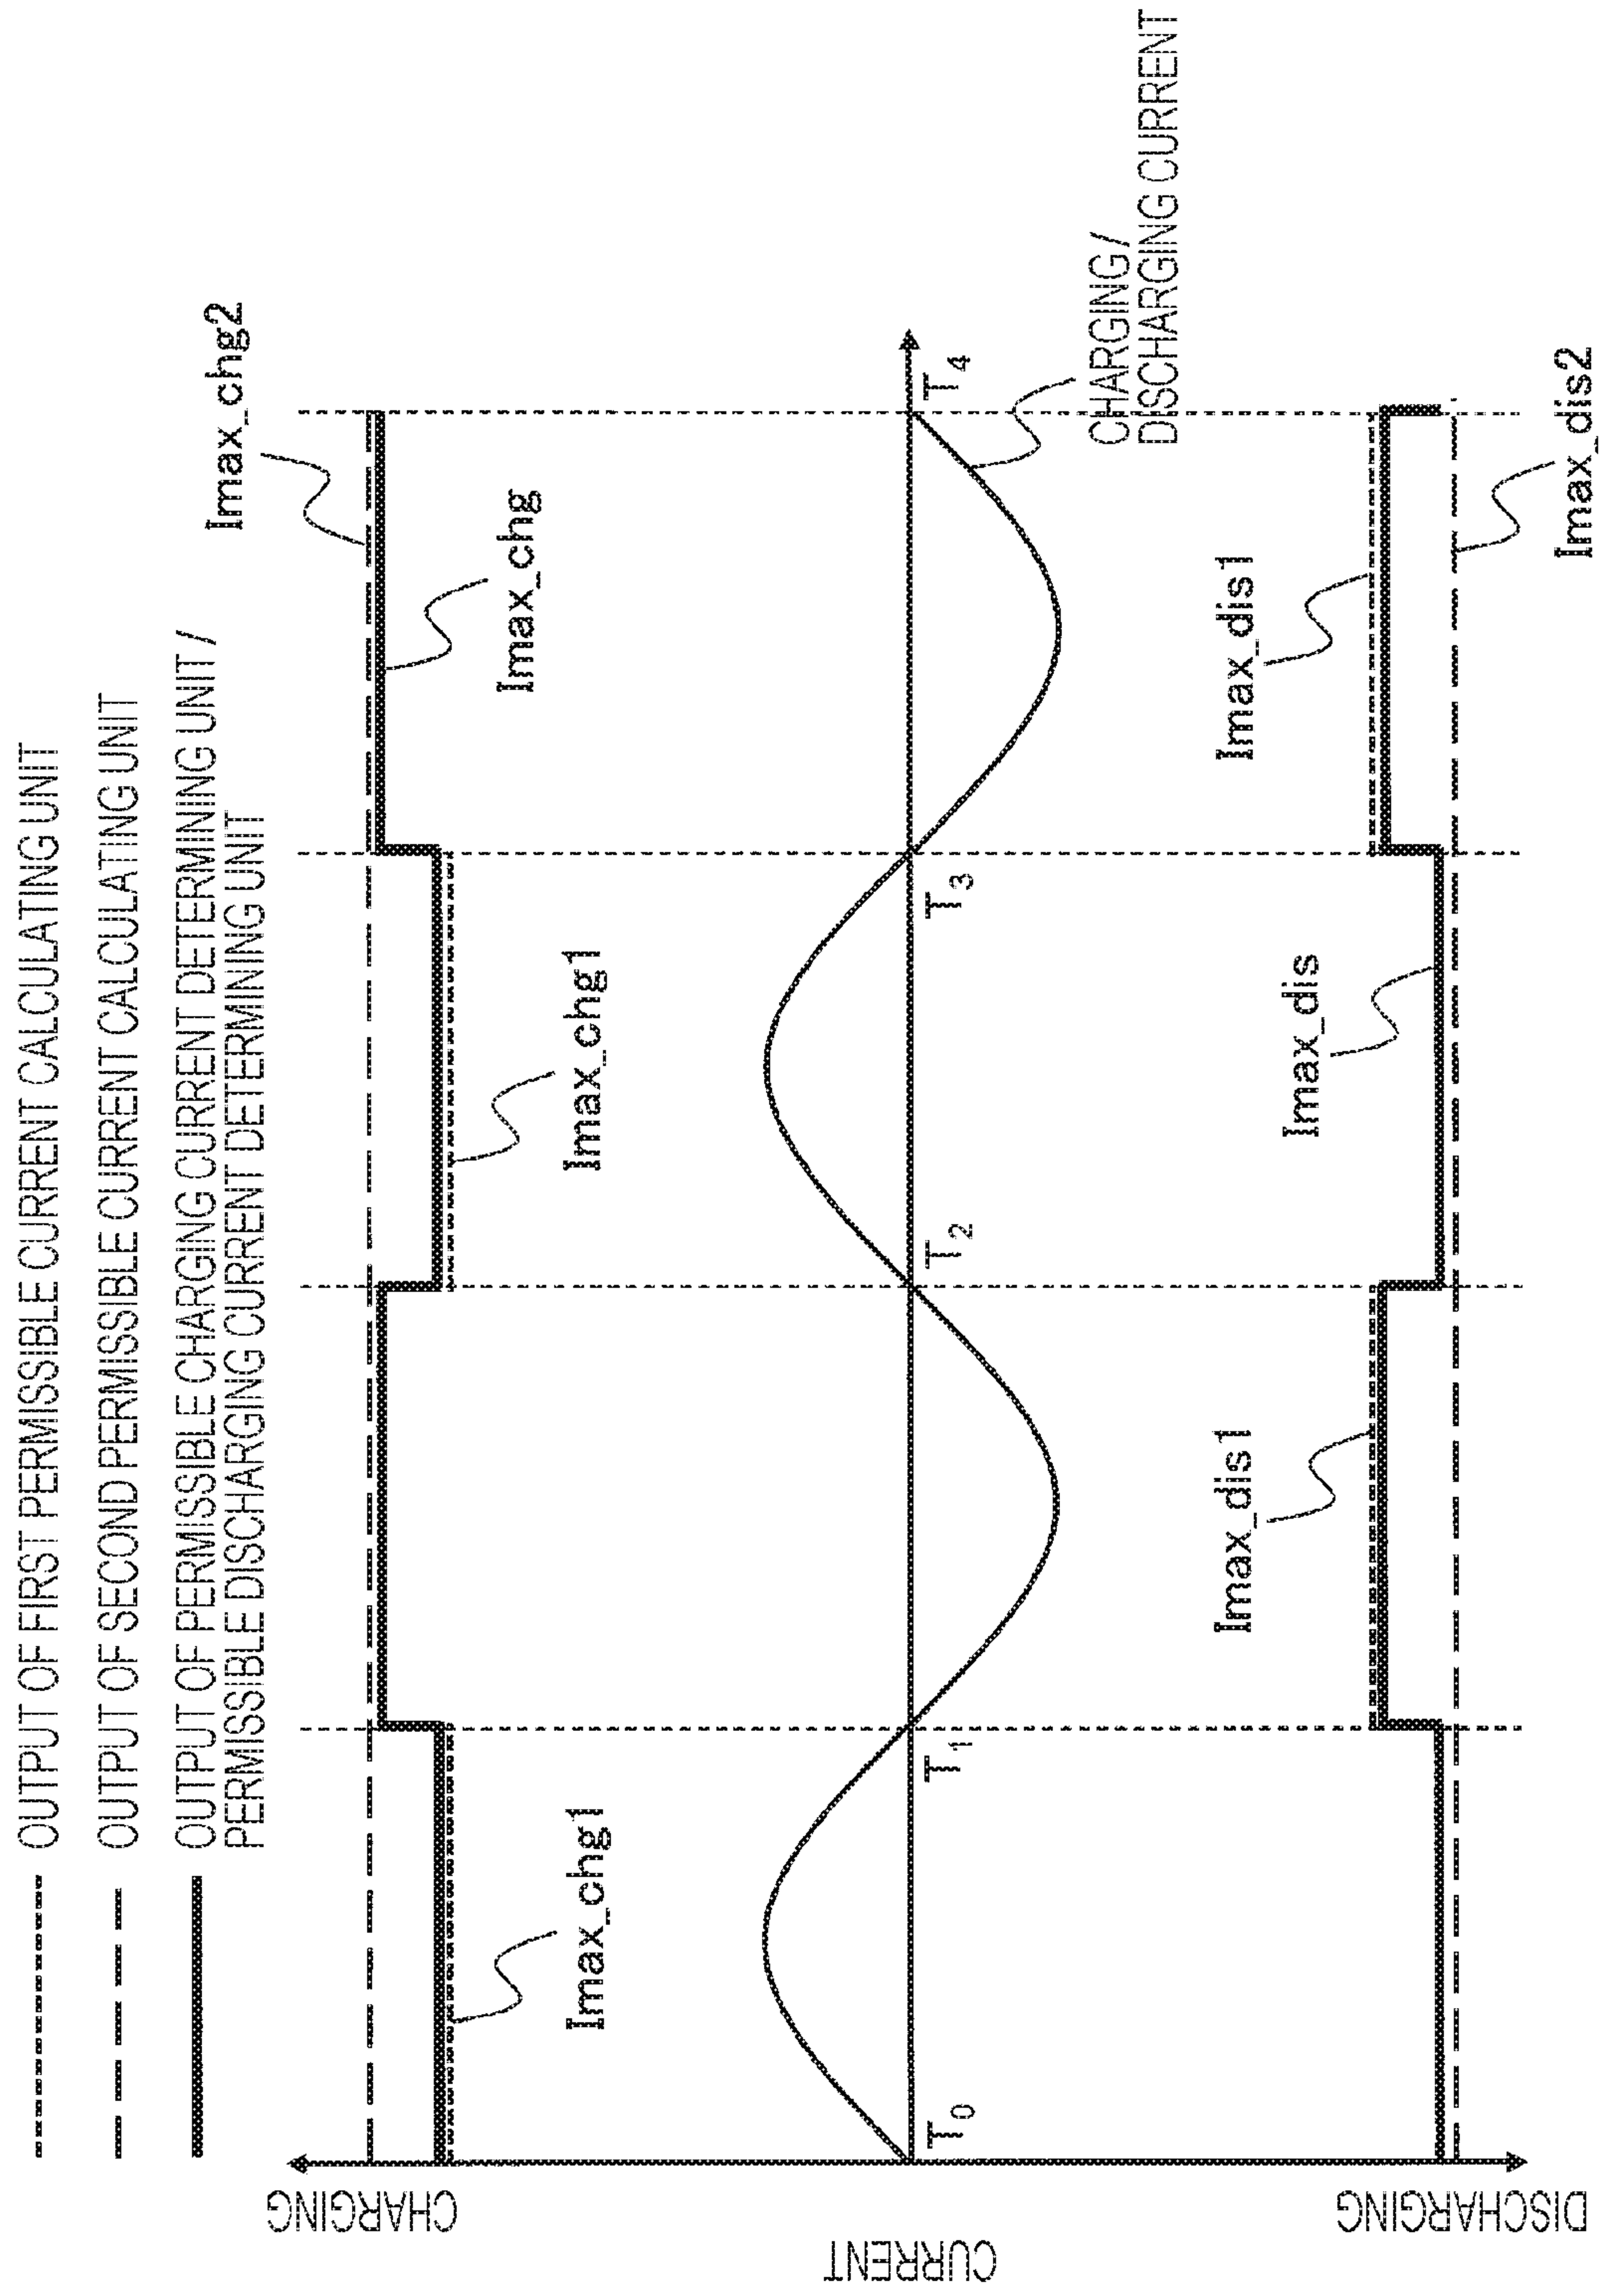 OUTPUT OF FIRST PERMISSIBLE CURRENT CALCULATING UNIT
OUTPUT OF SECOND PERMISSIBLE CURRENT CALCULATING UNIT
OUTPUT OF PERMISSIBLE CHARGING CURRENT DETERMINING UNIT /
PERMISSIBLE DISCHARGING CURRENT DETERMINING UNIT
CHARGING
CURRENT
DISCHARGING
Imax_chg2
Imax_chg
Imax_chg1
Imax_chg1
T0
T1
T2
T3
T4
CHARGING /
DISCHARGING CURRENT
Imax_dis1
Imax_dis1
Imax_dis
Imax_dis2